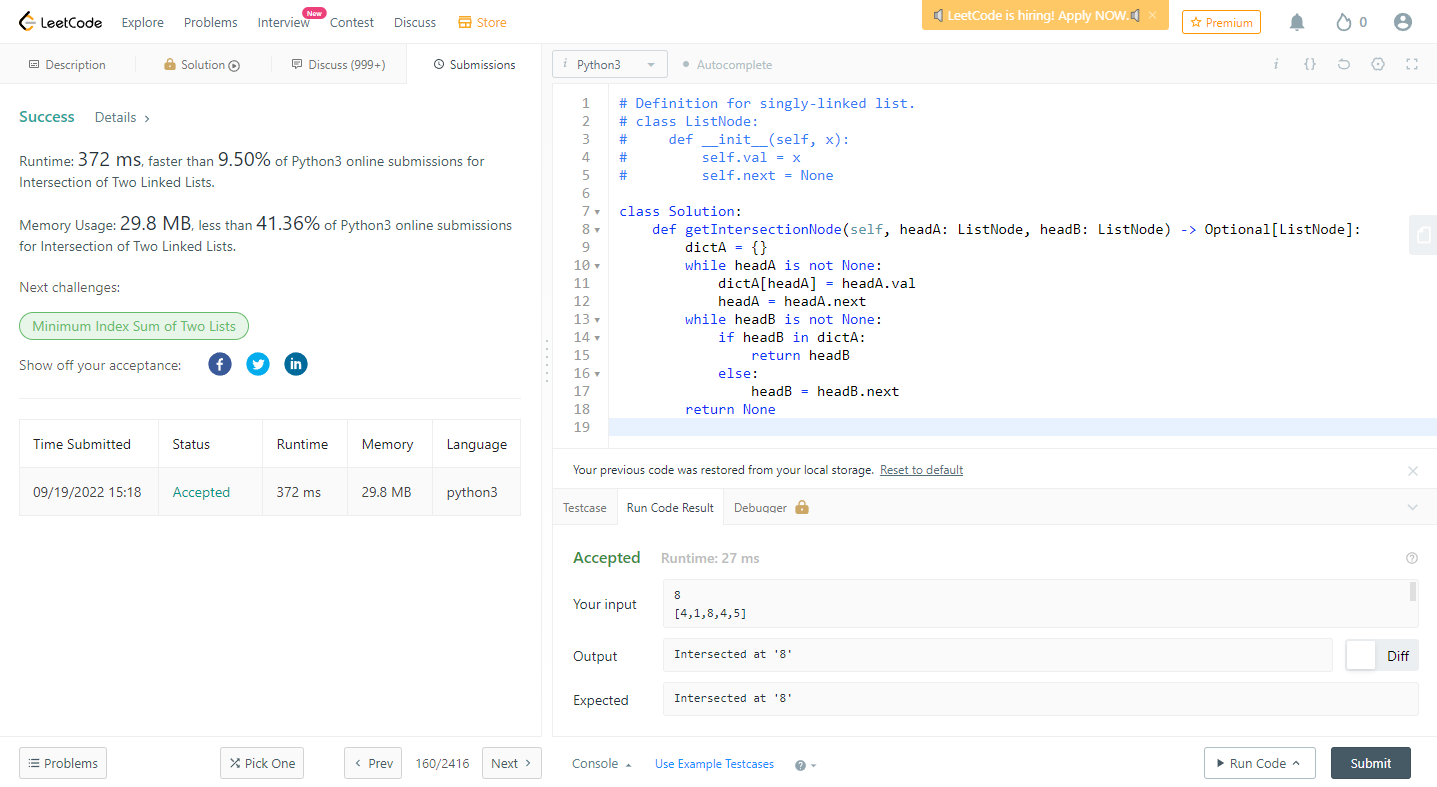 LeetCode Explore Problems Interview New Contest Discuss Store LeetCode is hiring! Apply NOW. Premium 0
Description Solution Discuss (999+) Submissions
Success Details
Runtime: 372 ms, faster than 9.50% of Python3 online submissions for
Intersection of Two Linked Lists.
Memory Usage: 29.8 MB, less than 41.36% of Python3 online submissions
for Intersection of Two Linked Lists.
Next challenges:
Minimum Index Sum of Two Lists
Show off your acceptance:
Time Submitted Status Runtime Memory Language
09/19/2022 15:18 Accepted 372 ms 29.8 MB python3
Problems Pick One Prev 160/2416 Next
i Python3 Autocomplete i {}
1 # Definition for singly-linked list.
2 # class ListNode:
3 #     def __init__(self, x):
4 #         self.val = x
5 #         self.next = None
6
7 class Solution:
8     def getIntersectionNode(self, headA: ListNode, headB: ListNode) -> Optional[ListNode]:
9         dictA = {}
10         while headA is not None:
11             dictA[headA] = headA.val
12             headA = headA.next
13         while headB is not None:
14             if headB in dictA:
15                 return headB
16             else:
17                 headB = headB.next
18         return None
19
Your previous code was restored from your local storage. Reset to default
Testcase Run Code Result Debugger
Accepted Runtime: 27 ms
Your input
8
[4,1,8,4,5]
Output Intersected at '8' Diff
Expected Intersected at '8'
Console Use Example Testcases Run Code Submit